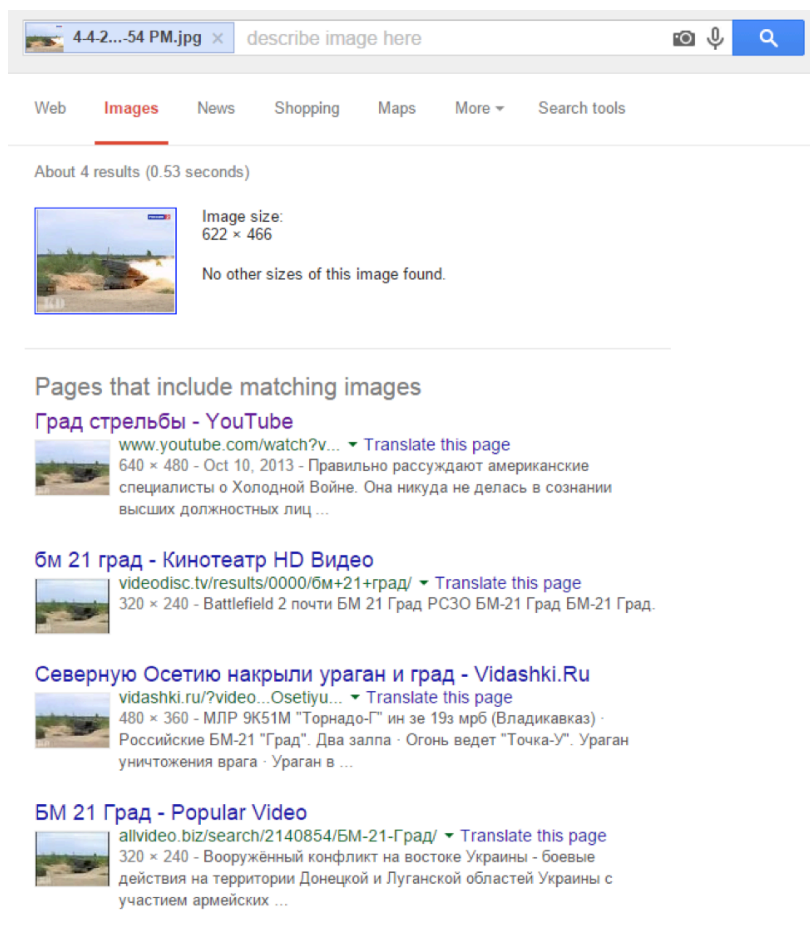 4-4-2...-54 PM.jpg × describe image here
Web Images News Shopping Maps More Search tools
About 4 results (0.53 seconds)
Image size:
622 × 466
No other sizes of this image found.
Pages that include matching images
Град стрельбы - YouTube
www.youtube.com/watch?v... Translate this page
640 × 480 - Oct 10, 2013 - Правильно рассуждают американские
специалисты о Холодной Войне. Она никуда не делась в сознании
высших должностных лиц ...
бм 21 град - Кинотеатр HD Видео
videodisc.tv/results/0000/бм+21+град/ Translate this page
320 × 240 - Battlefield 2 почти БМ 21 Град РСЗО БМ-21 Град БМ-21 Град.
Северную Осетию накрыли ураган и град - Vidashki.Ru
vidashki.ru/?video...Osetiyu... Translate this page
480 × 360 - МЛР 9К51М "Торнадо-Г" ин зе 19з мрб (Владикавказ) ·
Российские БМ-21 "Град". Два залпа · Огонь ведет "Точка-У". Ураган
уничтожения врага · Ураган в ...
БМ 21 Град - Popular Video
allvideo.biz/search/2140854/БМ-21-Град/ Translate this page
320 × 240 - Вооружённый конфликт на востоке Украины - боевые
действия на территории Донецкой и Луганской областей Украины с
участием армейских ...